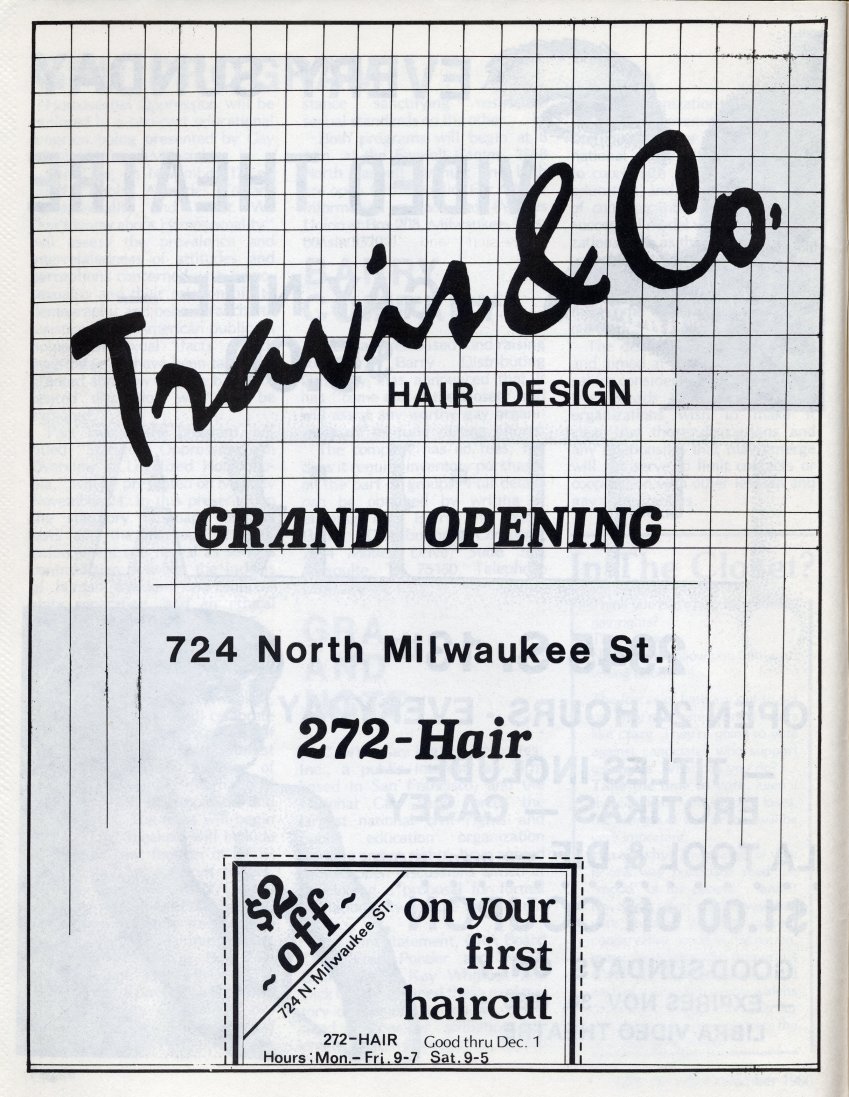 Travis & Co.
HAIR DESIGN
GRAND OPENING
724 North Milwaukee St.
272-Hair
$2
~off~
724 N. Milwaukee ST.
on your
first
haircut
272-HAIR Good thru Dec. 1
Hours: Mon.-Fri. 9-7 Sat. 9-5